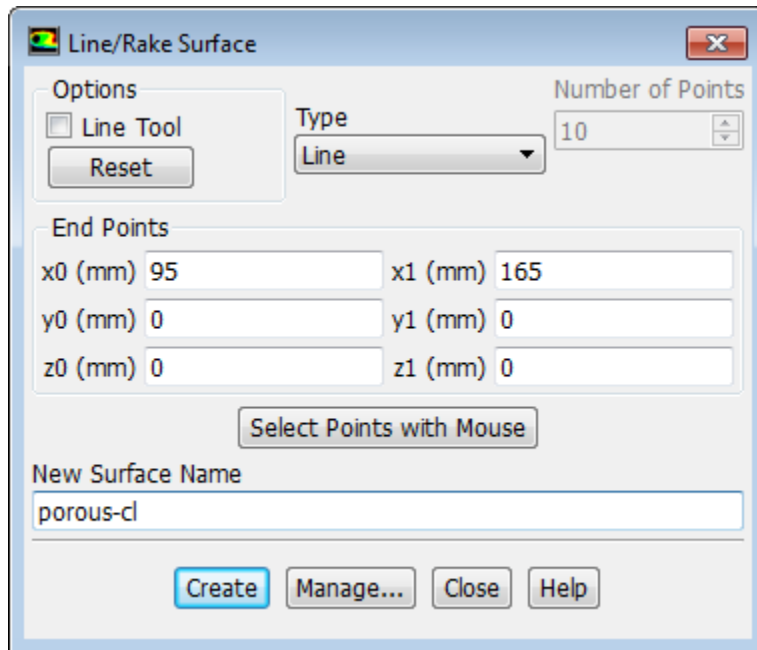 Line/Rake Surface
Options
Line Tool
Reset
Type
Line
Number of Points
10
End Points
x0 (mm) 95 x1 (mm) 165
y0 (mm) 0 y1 (mm) 0
z0 (mm) 0 z1 (mm) 0
Select Points with Mouse
New Surface Name
porous-cl
Create Manage... Close Help